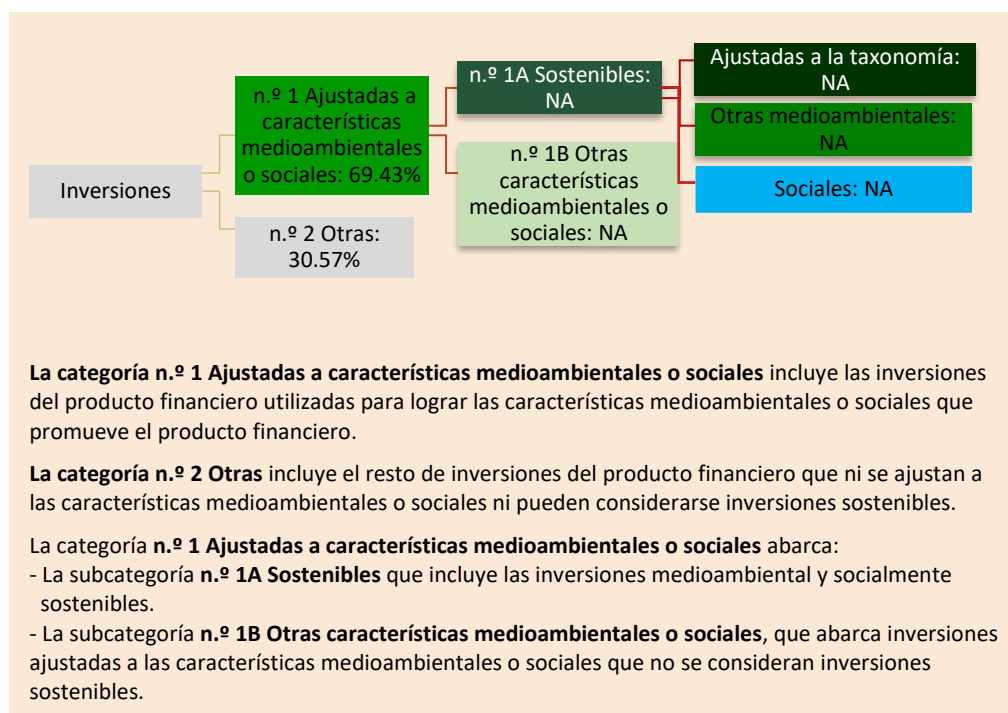 Inversiones
n.º 1 Ajustadas a
características
medioambientales
o sociales: 69.43%
n.º 2 Otras:
30.57%
n.º 1A Sostenibles:
NA
n.º 1B Otras
características
medioambientales o
sociales: NA
Ajustadas a la taxonomía:
NA
Otras medioambientales:
NA
Sociales: NA
La categoría n.º 1 Ajustadas a características medioambientales o sociales incluye las inversiones
del producto financiero utilizadas para lograr las características medioambientales o sociales que
promueve el producto financiero.
La categoría n.º 2 Otras incluye el resto de inversiones del producto financiero que ni se ajustan a
las características medioambientales o sociales ni pueden considerarse inversiones sostenibles.
La categoría n.º 1 Ajustadas a características medioambientales o sociales abarca:
- La subcategoría n.º 1A Sostenibles que incluye las inversiones medioambiental y socialmente
sostenibles.
- La subcategoría n.º 1B Otras características medioambientales o sociales, que abarca inversiones
ajustadas a las características medioambientales o sociales que no se consideran inversiones
sostenibles.